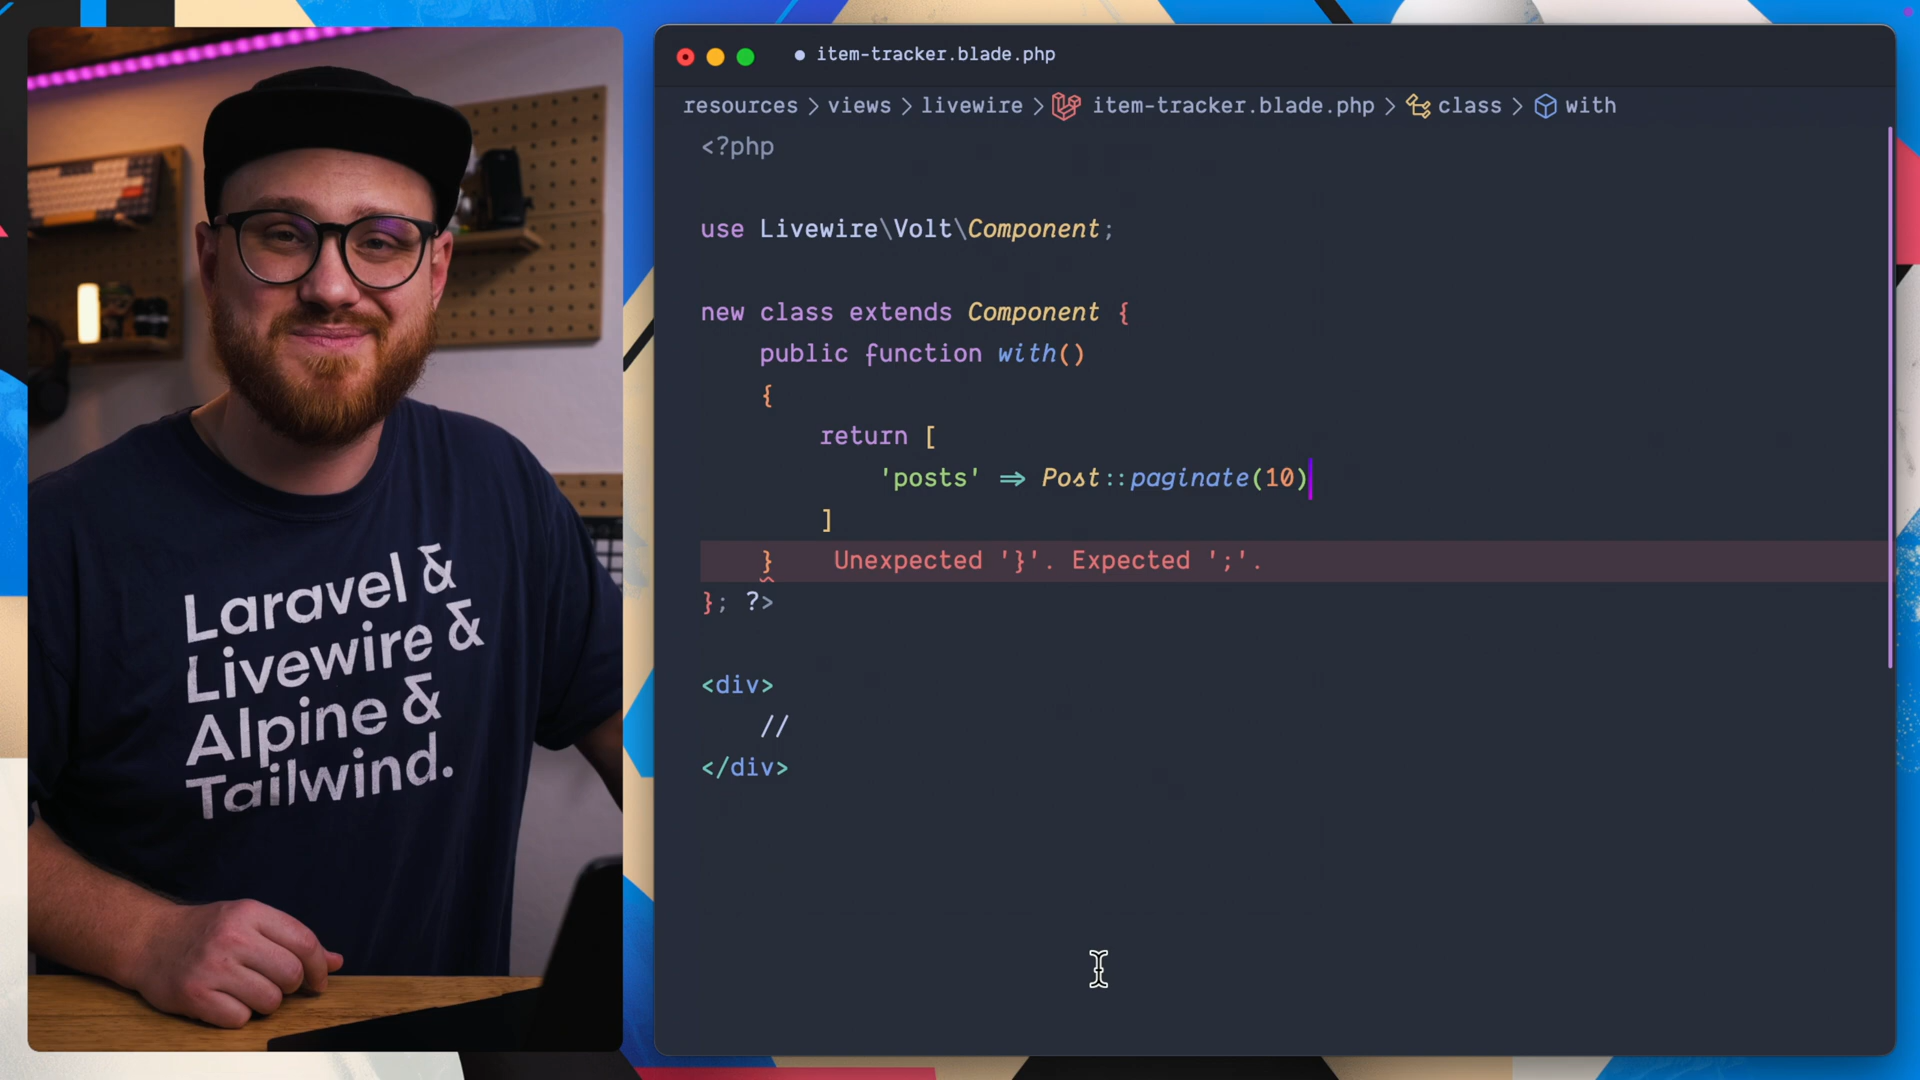 Laravel &
Livewire &
Alpine &
Tailwind.
item-tracker.blade.php
resources > views > livewire > item-tracker.blade.php > class > with
<?php
use Livewire\Volt\Component;
new class extends Component {
public function with()
{
return [
'posts' => Post::paginate(10)
]
} Unexpected '}'. Expected ';'.
}; ?>
<div>
//
</div>